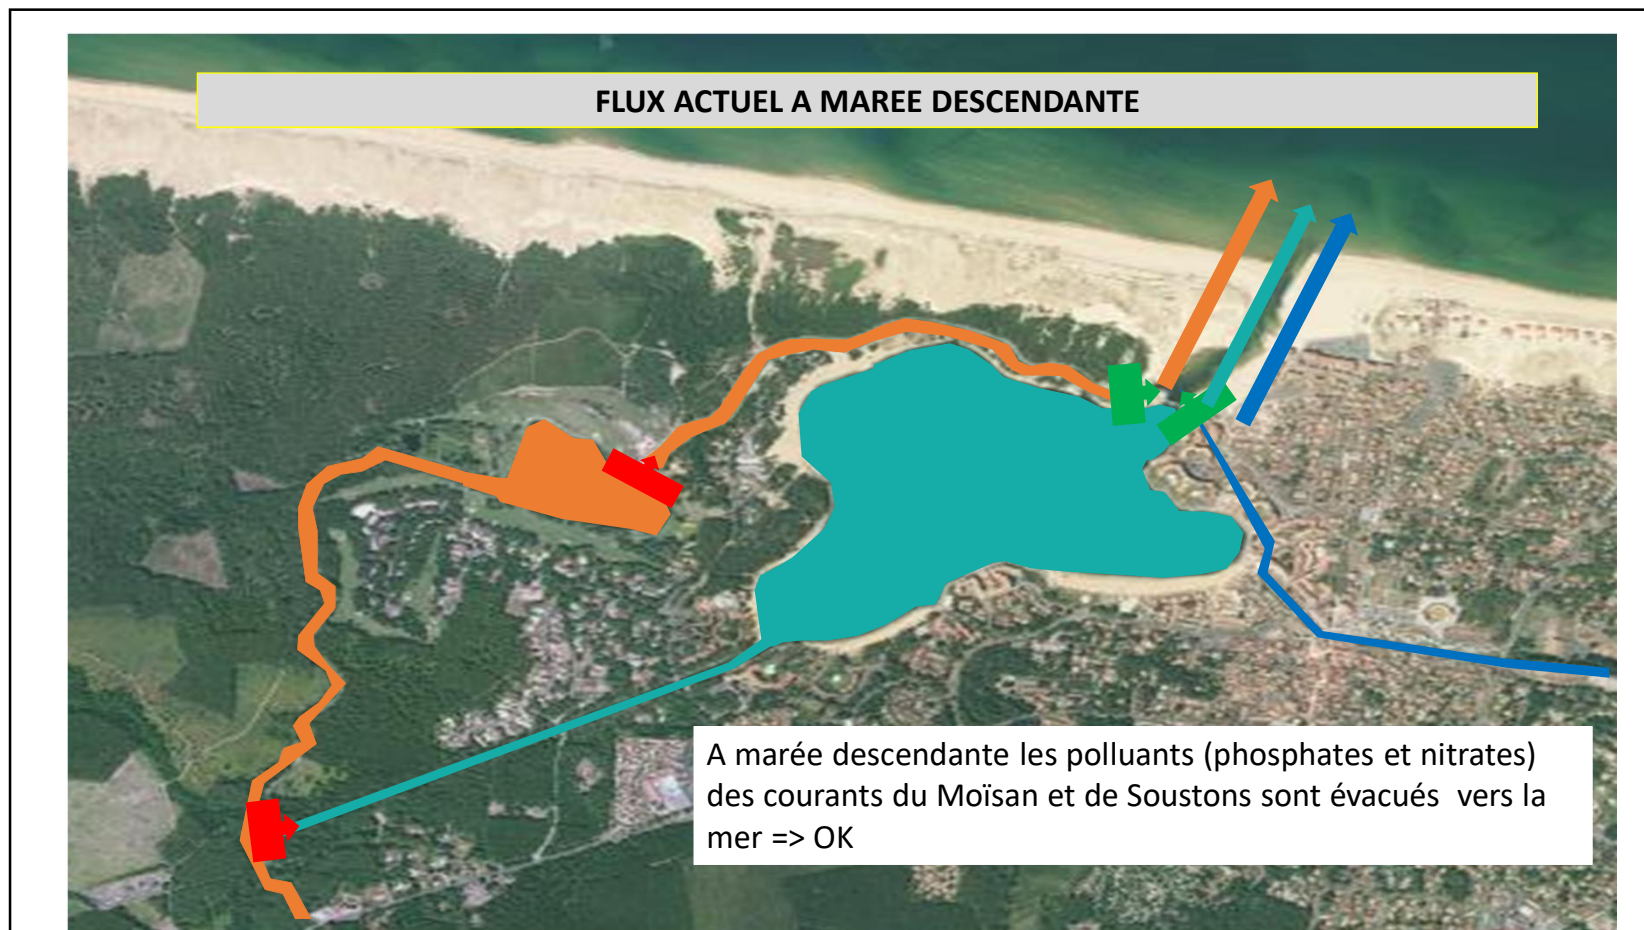 FLUX ACTUEL A MAREE DESCENDANTE
A marée descendante les polluants (phosphates et nitrates)
des courants du Moïsan et de Soustons sont évacués  vers la
mer => OK